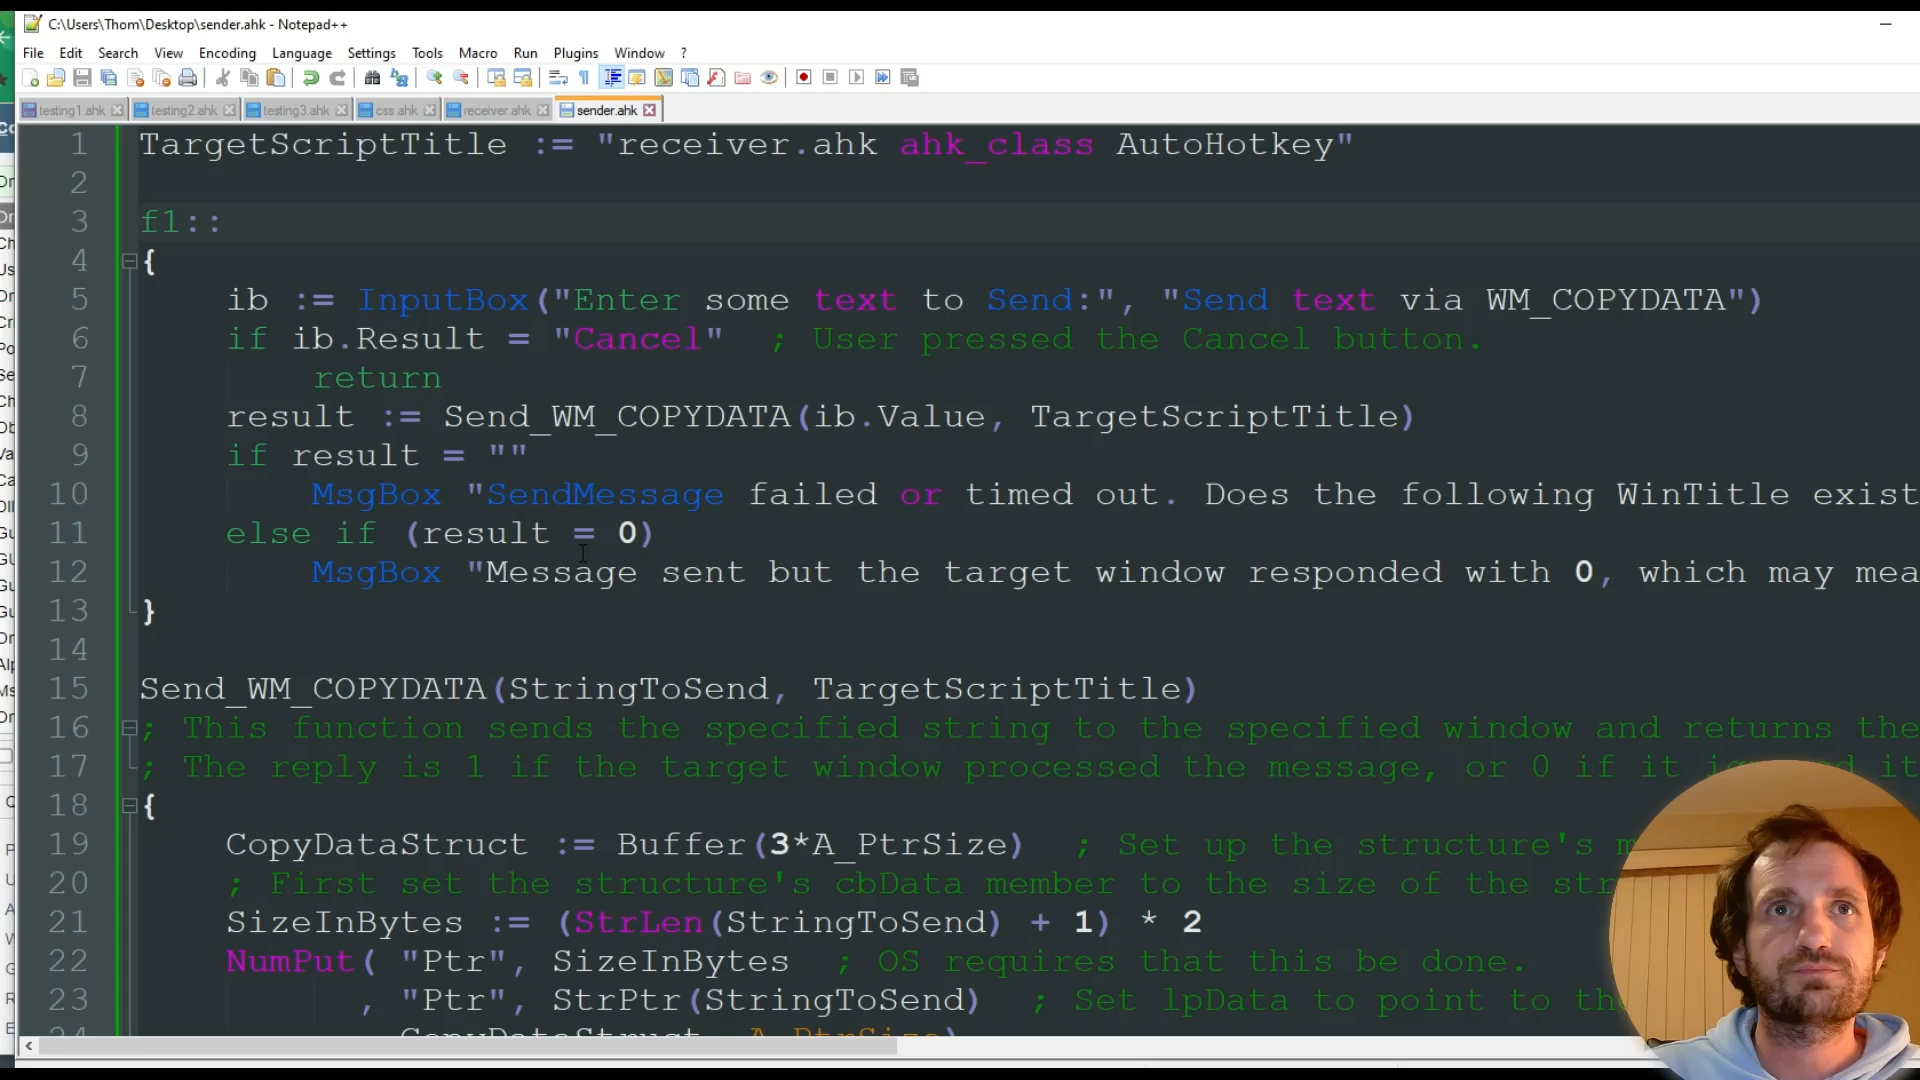 C:\Users\Thom\Desktop\sender.ahk - Notepad++
File Edit Search View Encoding Language Settings Tools Macro Run Plugins Window ?
testing1.ahk testing2.ahk testing3.ahk css.ahk receiver.ahk sender.ahk
1 TargetScriptTitle := "receiver.ahk ahk_class AutoHotkey"
2
3 f1::
4 {
5 ib := InputBox("Enter some text to Send:", "Send text via WM_COPYDATA")
6 if ib.Result = "Cancel" ; User pressed the Cancel button.
7 return
8 result := Send_WM_COPYDATA(ib.Value, TargetScriptTitle)
9 if result = ""
10 MsgBox "SendMessage failed or timed out. Does the following WinTitle exist
11 else if (result = 0)
12 MsgBox "Message sent but the target window responded with 0, which may mea
13 }
14
15 Send_WM_COPYDATA(StringToSend, TargetScriptTitle)
16 ; This function sends the specified string to the specified window and returns the
17 ; The reply is 1 if the target window processed the message, or 0 if it ignored it
18 {
19 CopyDataStruct := Buffer(3*A_PtrSize) ; Set up the structure's m
20 ; First set the structure's cbData member to the size of the str
21 SizeInBytes := (StrLen(StringToSend) + 1) * 2
22 NumPut( "Ptr", SizeInBytes ; OS requires that this be done.
23 , "Ptr", StrPtr(StringToSend) ; Set lpData to point to th
24 CopyDataStruct, A_PtrSize)